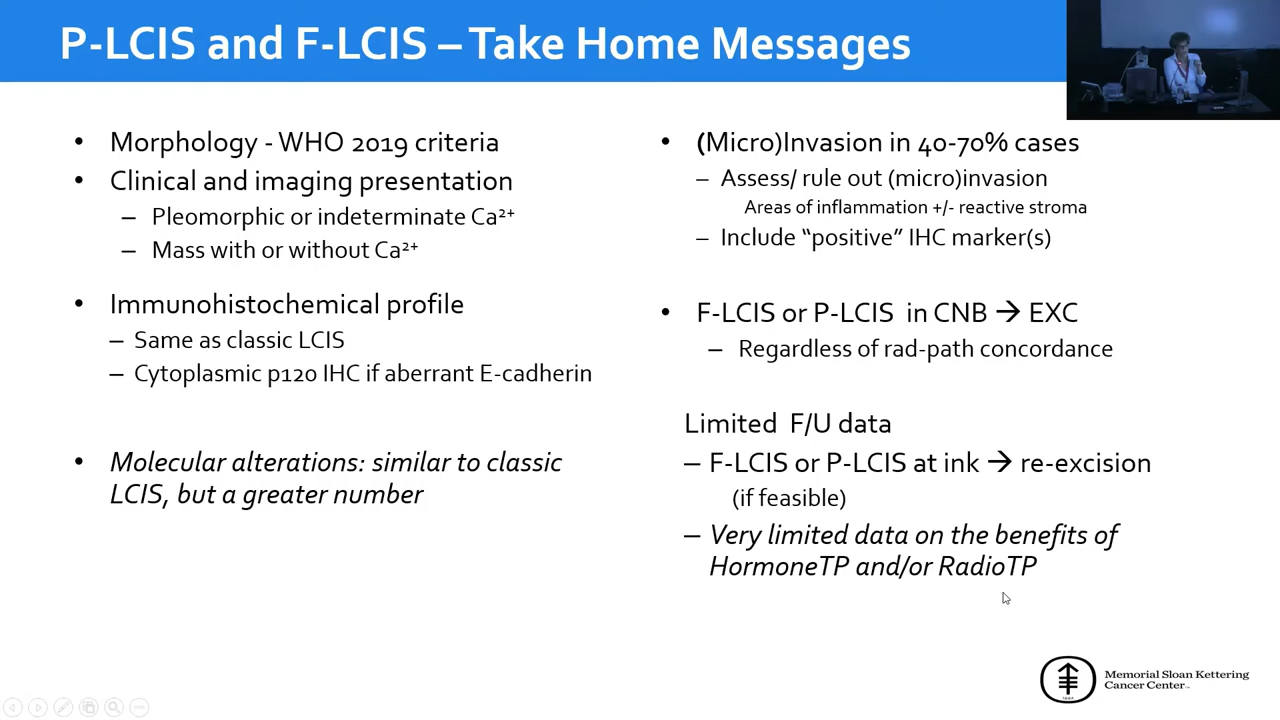 P-LCIS and F-LCIS – Take Home Messages
• Morphology - WHO 2019 criteria
• Clinical and imaging presentation
– Pleomorphic or indeterminate Ca²⁺
– Mass with or without Ca²⁺
• Immunohistochemical profile
– Same as classic LCIS
– Cytoplasmic p120 IHC if aberrant E-cadherin
• Molecular alterations: similar to classic
LCIS, but a greater number
• (Micro)Invasion in 40-70% cases
– Assess/ rule out (micro)invasion
Areas of inflammation +/- reactive stroma
– Include “positive” IHC marker(s)
• F-LCIS or P-LCIS in CNB → EXC
– Regardless of rad-path concordance
Limited F/U data
– F-LCIS or P-LCIS at ink → re-excision
(if feasible)
– Very limited data on the benefits of
HormoneTP and/or RadioTP
Memorial Sloan Kettering
Cancer Center